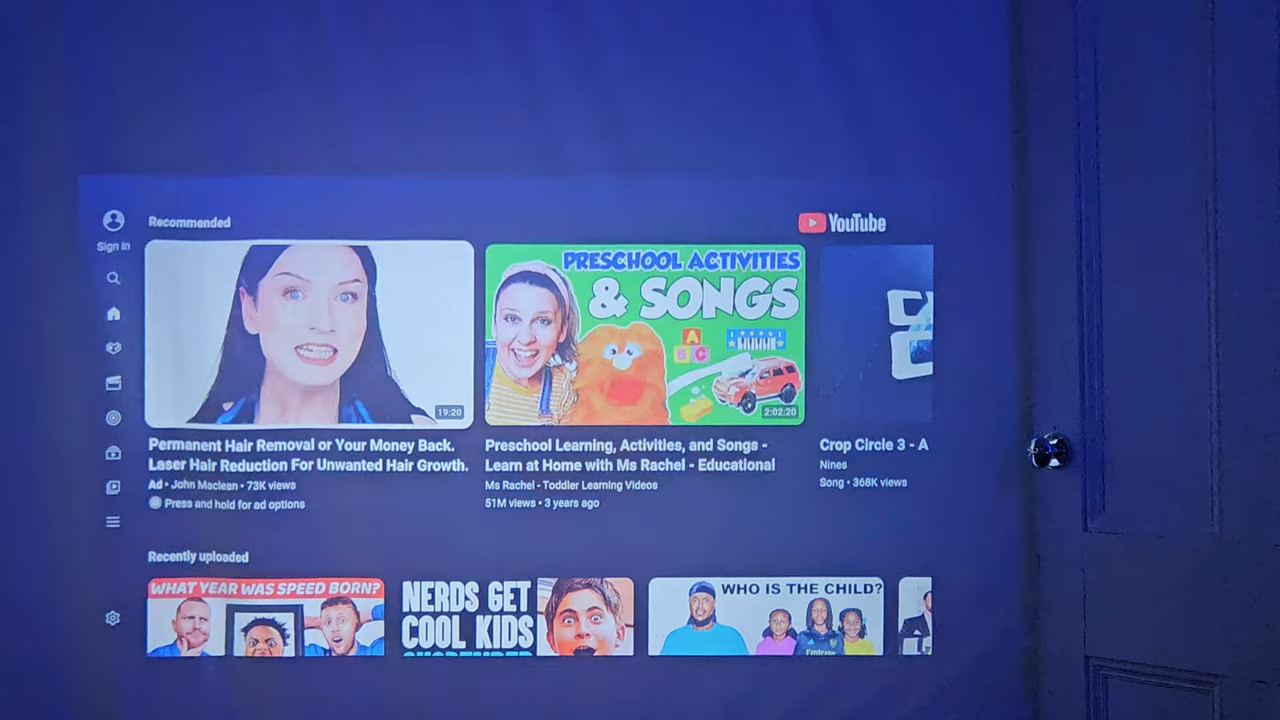 Recommended
YouTube
Sign in
PRESCHOOL ACTIVITIES
& SONGS
A
B C
19:20
2:02:20
Permanent Hair Removal or Your Money Back.
Laser Hair Reduction For Unwanted Hair Growth.
Ad • John Maclean • 73K views
Press and hold for ad options
Preschool Learning, Activities, and Songs -
Learn at Home with Ms Rachel - Educational
Ms Rachel - Toddler Learning Videos
51M views • 3 years ago
Crop Circle 3 - A
Nines
Song • 368K views
Recently uploaded
WHAT YEAR WAS SPEED BORN?
NERDS GET
COOL KIDS
WHO IS THE CHILD?